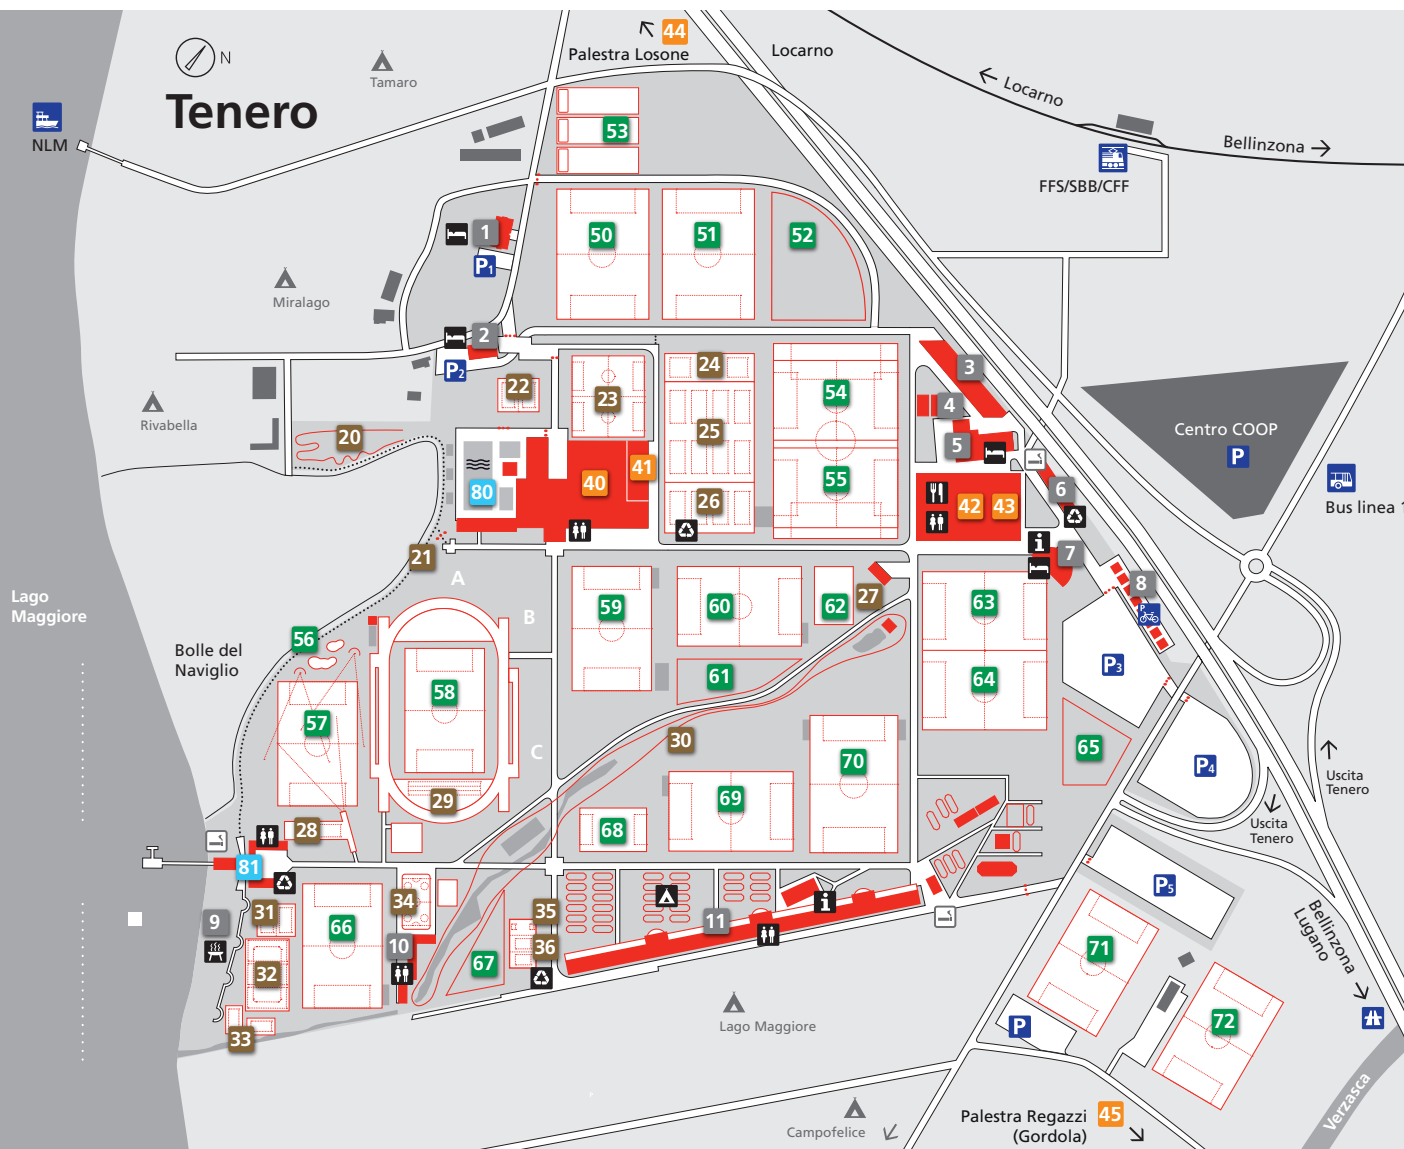 44
Palestra Losone
Locarno
N
Tamaro
Tenero
Locarno
Bellinzona
NLM
53
FFS/SBB/CFF
1
50
51
52
P1
Miralago
2
P2
24
3
22
23
54
4
Rivabella
20
25
5
Centro COOP
P
41
40
80
55
6
26
42
43
Bus linea 1
21
i
7
A
8
P
27
59
60
62
63
B
Lago
Maggiore
56
Bolle del
Naviglio
P3
58
61
64
57
30
C
65
70
P4
Uscita
Tenero
29
69
28
68
Uscita
Tenero
81
P5
34
35
31
9
66
11
i
Bellinzona
Lugano
10
36
71
67
32
Lago Maggiore
P
72
33
Campofelice
Palestra Regazzi
(Gordola)
45
Verzasca